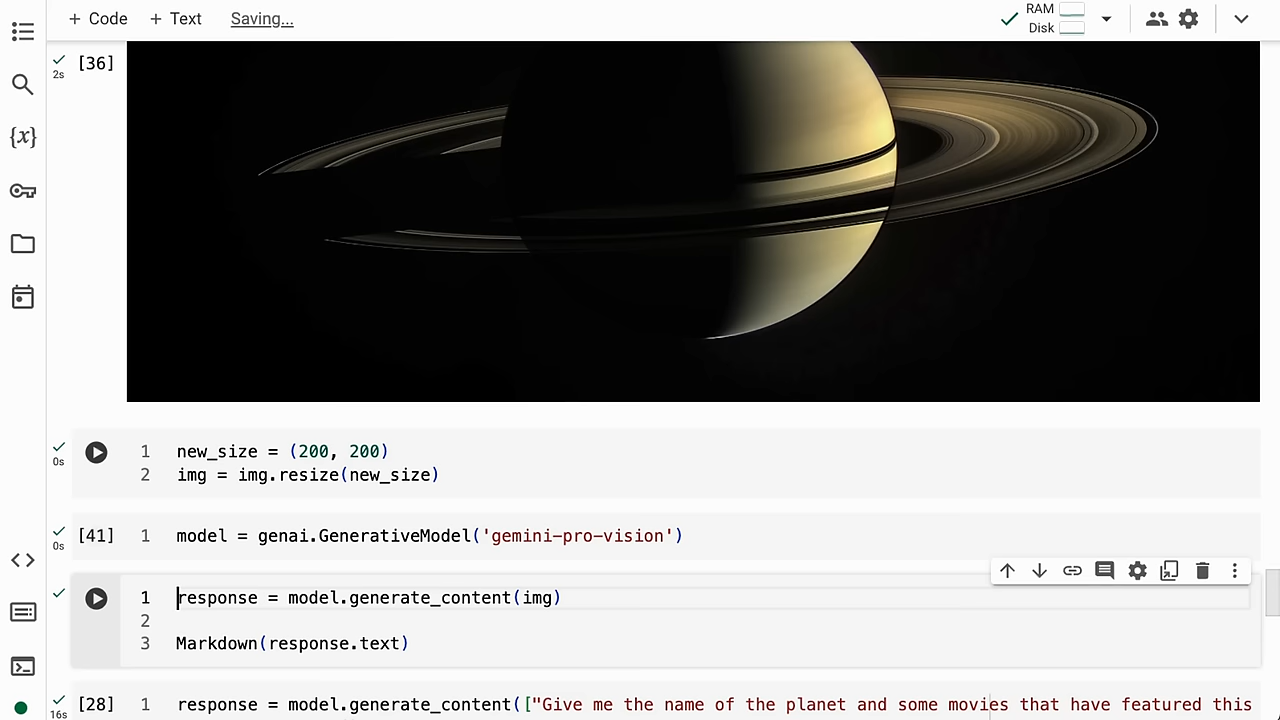 + Code + Text Saving...
RAM
Disk
2s [36]
{x}
0s
1 new_size = (200, 200)
2 img = img.resize(new_size)
0s [41] 1 model = genai.GenerativeModel('gemini-pro-vision')
1 response = model.generate_content(img)
2
3 Markdown(response.text)
16s [28] 1 response = model.generate_content(["Give me the name of the planet and some movies that have featured this